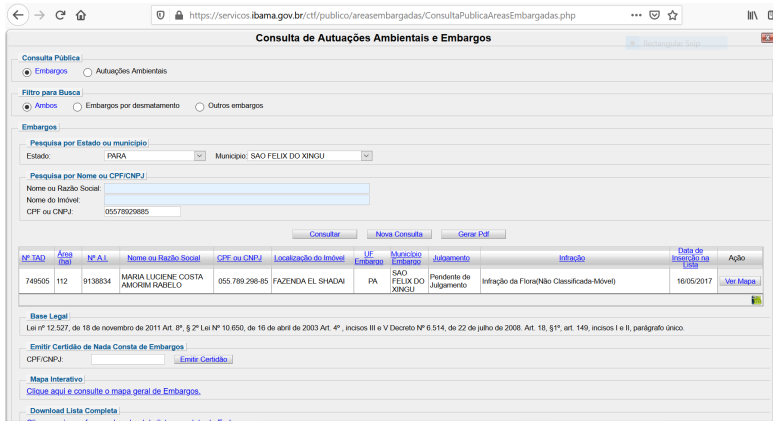 https://servicos.ibama.gov.br/ctf/publico/areasembargadas/ConsultaPublicaAreasEmbargadas.php
Consulta de Autuações Ambientais e Embargos
Rectangular Snip
Consulta Pública
Embargos Autuações Ambientais
Filtro para Busca
Ambos Embargos por desmatamento Outros embargos
Embargos
Pesquisa por Estado ou município
Estado: PARA Município: SAO FELIX DO XINGU
Pesquisa por Nome ou CPF/CNPJ
Nome ou Razão Social:
Nome do Imóvel:
CPF ou CNPJ: 05578929885
Consultar Nova Consulta Gerar Pdf
Nº TAD Área (ha) Nº A.I. Nome ou Razão Social CPF ou CNPJ Localização do Imóvel UF Embargo Município Embargo Julgamento Infração Data de Inserção na Lista Ação
749505 112 9138834 MARIA LUCIENE COSTA AMORIM RABELO 055.789.298-85 FAZENDA EL SHADAI PA SAO FELIX DO XINGU Pendente de Julgamento Infração da Flora(Não Classificada-Móvel) 16/05/2017 Ver Mapa
Base Legal
Lei nº 12.527, de 18 de novembro de 2011 Art. 8º, § 2º Lei Nº 10.650, de 16 de abril de 2003 Art. 4º , incisos III e V Decreto Nº 6.514, de 22 de julho de 2008. Art. 18, §1º, art. 149, incisos I e II, parágrafo único.
Emitir Certidão de Nada Consta de Embargos
CPF/CNPJ: Emitir Certidão
Mapa Interativo
Clique aqui e consulte o mapa geral de Embargos.
Download Lista Completa